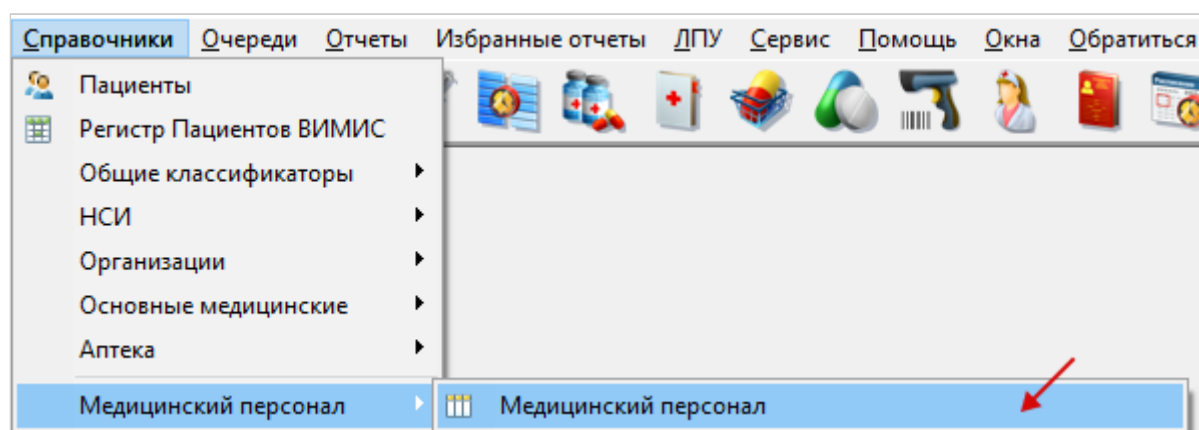 Справочники Очереди Отчеты Избранные отчеты ЛПУ Сервис Помощь Окна Обратиться
Пациенты
Регистр Пациентов ВИМИС
Общие классификаторы
НСИ
Организации
Основные медицинские
Аптека
Медицинский персонал Медицинский персонал